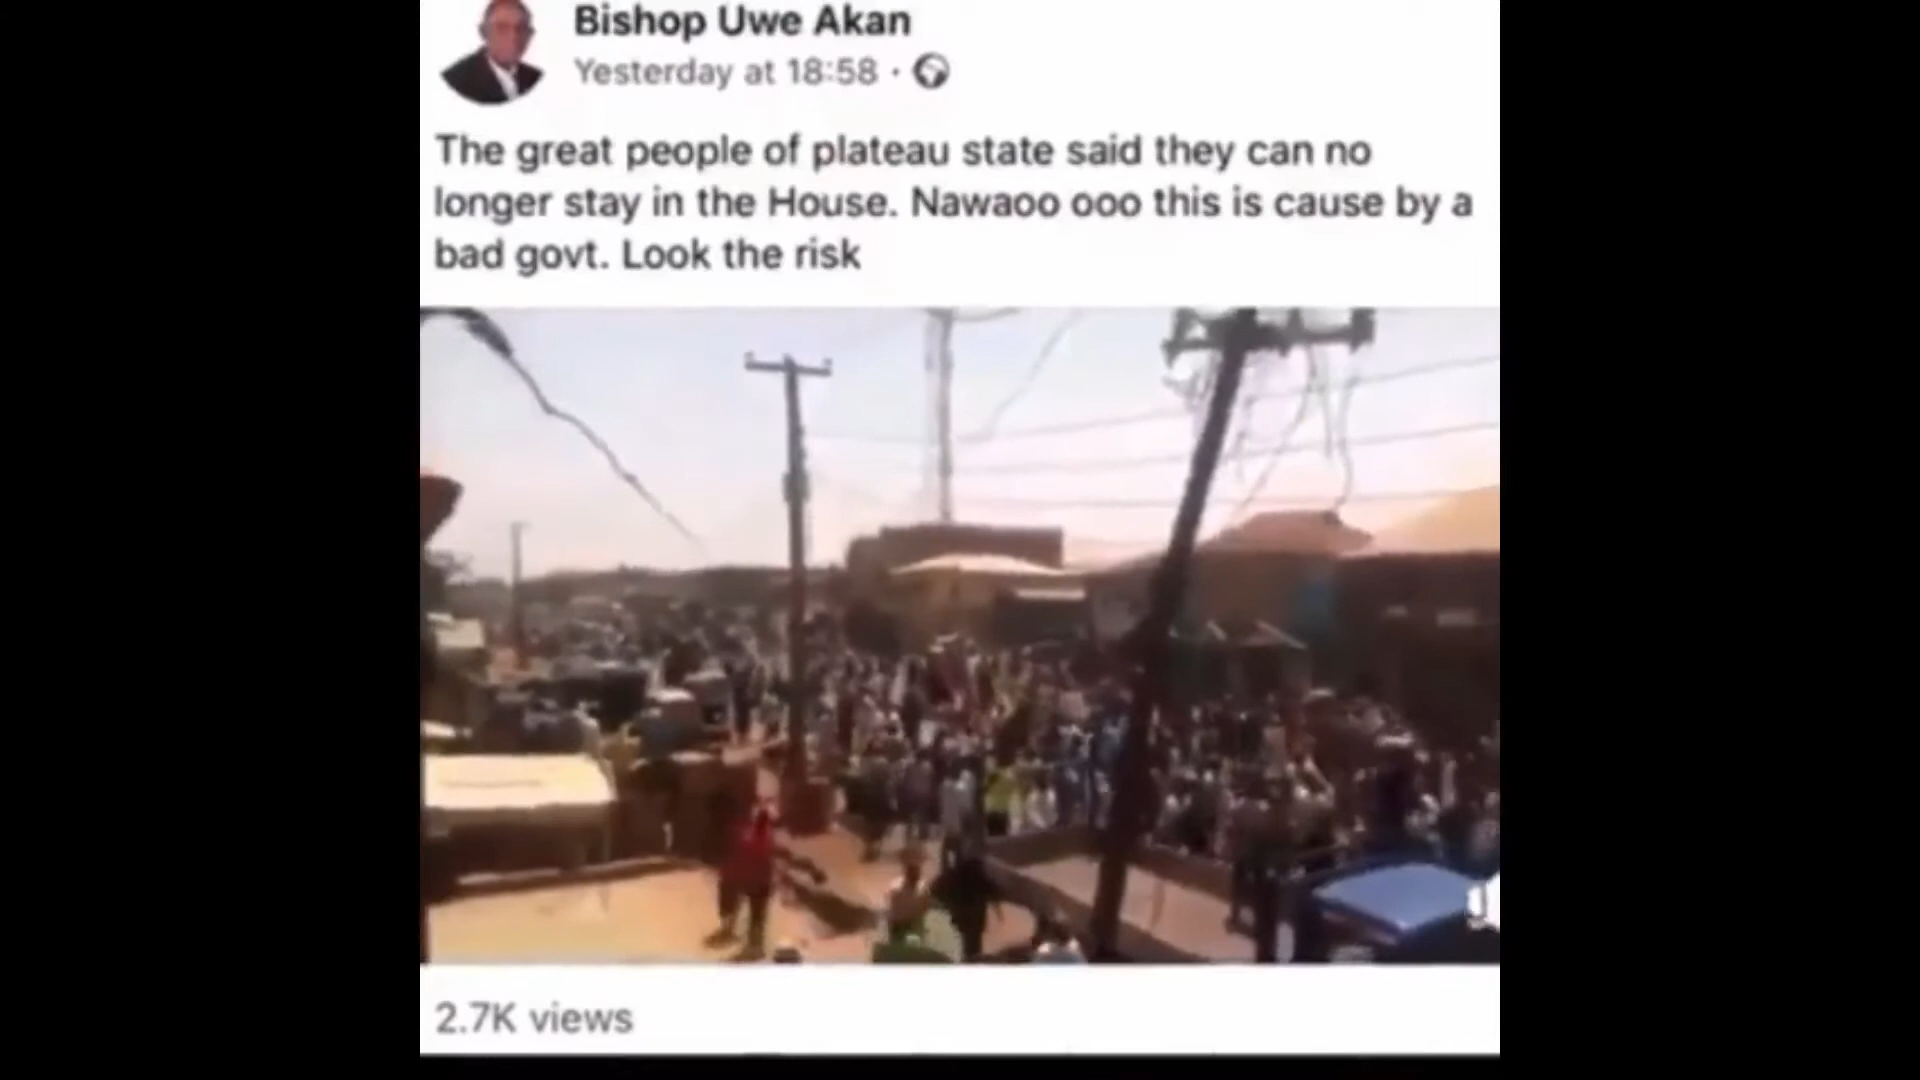 Bishop Uwe Akan
Yesterday at 18:58 ·
The great people of plateau state said they can no
longer stay in the House. Nawaoo ooo this is cause by a
bad govt. Look the risk
2.7K views